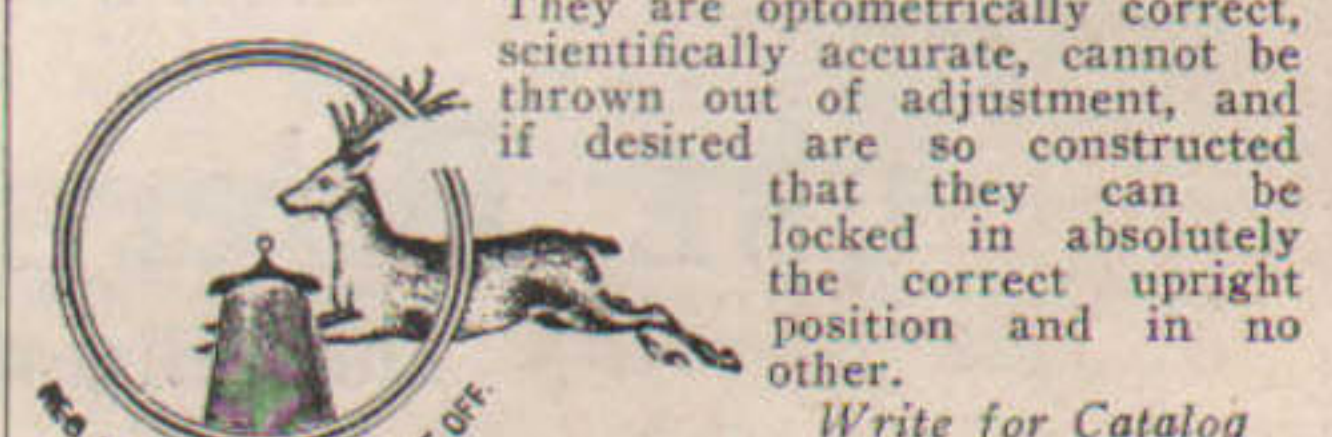 They are optometrically correct,
scientifically accurate, cannot be
thrown out of adjustment, and
if desired are so constructed
that they can be
locked in absolutely
the correct upright
position and in no
other.
Write for Catalog
OFF.